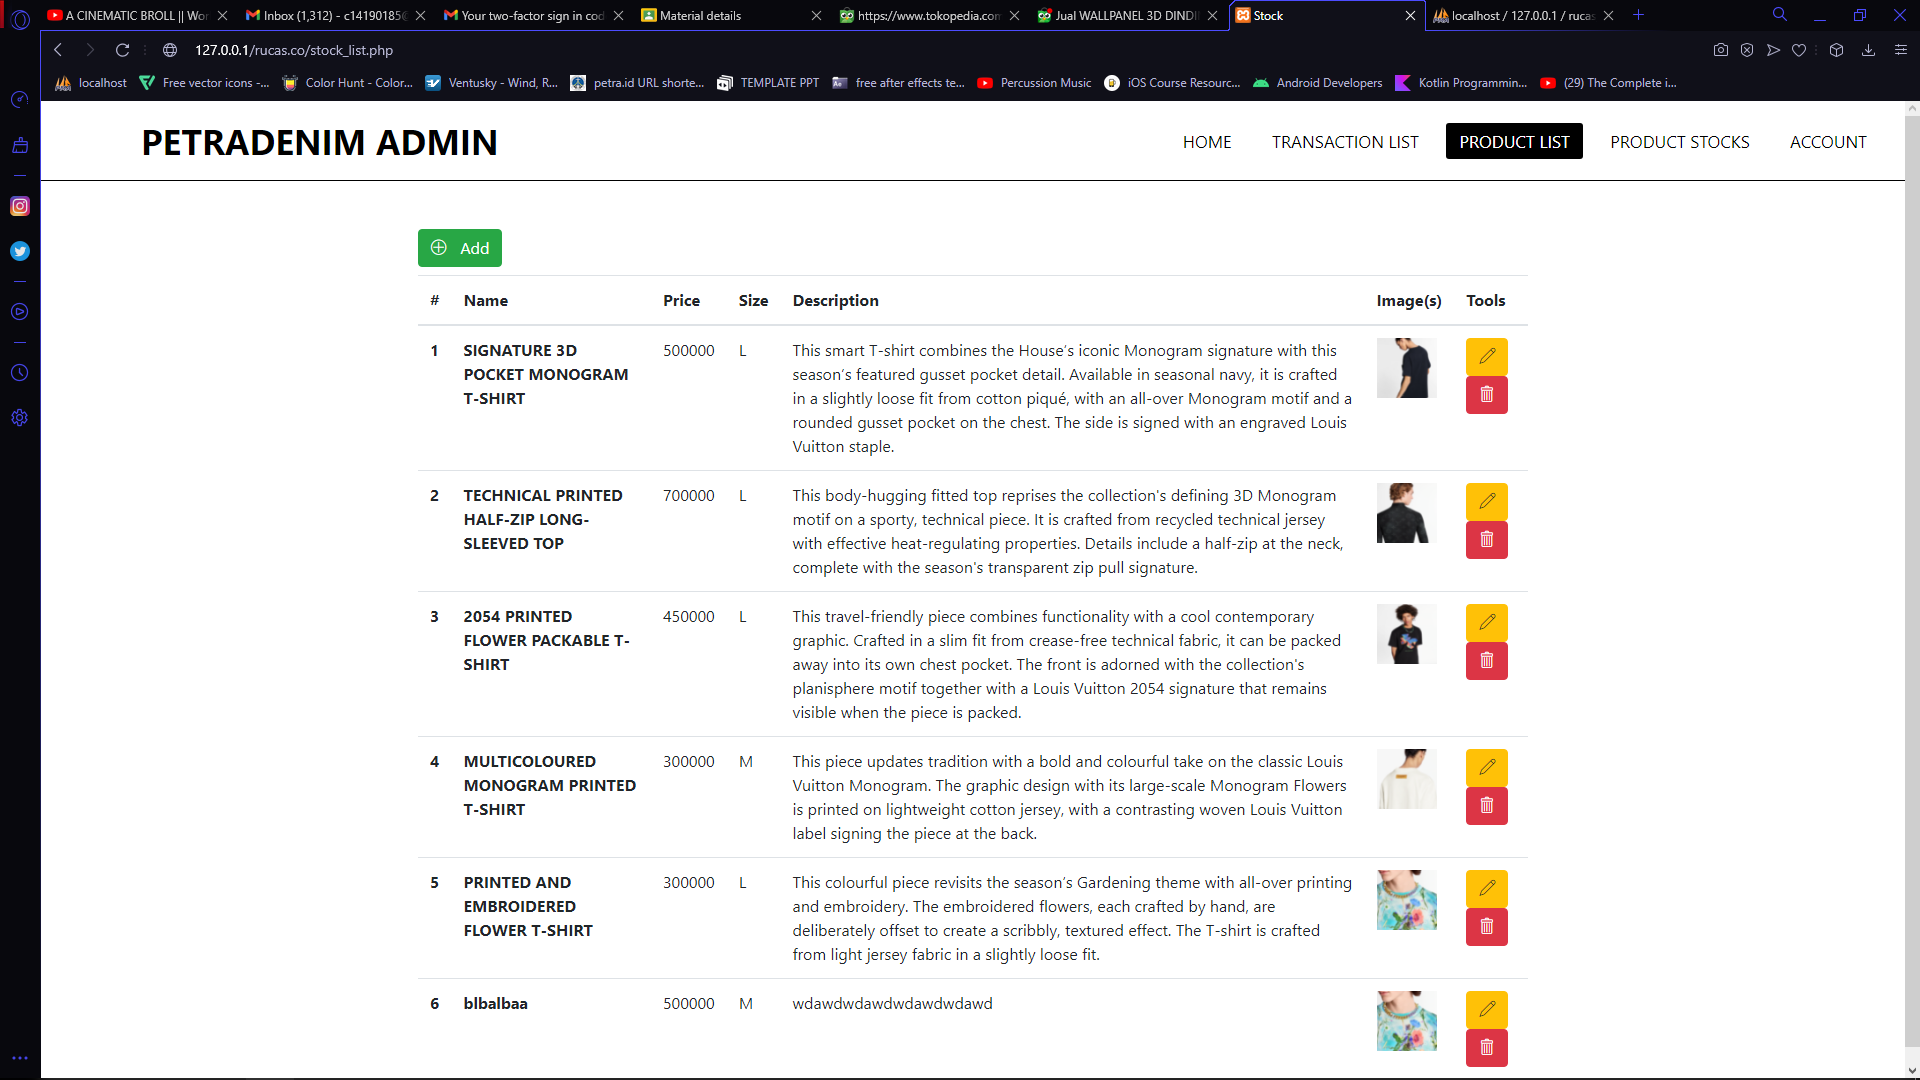 A CINEMATIC BROLL || Wor
Inbox (1,312) - c14190185@
Your two-factor sign in cod
Material details
https://www.tokopedia.com
Jual WALLPANEL 3D DINDI
Stock
localhost / 127.0.0.1 / rucas
127.0.0.1/rucas.co/stock_list.php
localhost
Free vector icons -...
Color Hunt - Color...
Ventusky - Wind, R...
petra.id URL shorte...
TEMPLATE PPT
free after effects te...
Percussion Music
iOS Course Resourc...
Android Developers
Kotlin Programmin...
(29) The Complete i...
PETRADENIM ADMIN
HOME
TRANSACTION LIST
PRODUCT LIST
PRODUCT STOCKS
ACCOUNT
Add
# Name Price Size Description Image(s) Tools
1 SIGNATURE 3D 500000 L This smart T-shirt combines the House’s iconic Monogram signature with this
POCKET MONOGRAM season’s featured gusset pocket detail. Available in seasonal navy, it is crafted
T-SHIRT in a slightly loose fit from cotton piqué, with an all-over Monogram motif and a
rounded gusset pocket on the chest. The side is signed with an engraved Louis
Vuitton staple.
2 TECHNICAL PRINTED 700000 L This body-hugging fitted top reprises the collection's defining 3D Monogram
HALF-ZIP LONG- motif on a sporty, technical piece. It is crafted from recycled technical jersey
SLEEVED TOP with effective heat-regulating properties. Details include a half-zip at the neck,
complete with the season's transparent zip pull signature.
3 2054 PRINTED 450000 L This travel-friendly piece combines functionality with a cool contemporary
FLOWER PACKABLE T- graphic. Crafted in a slim fit from crease-free technical fabric, it can be packed
SHIRT away into its own chest pocket. The front is adorned with the collection's
planisphere motif together with a Louis Vuitton 2054 signature that remains
visible when the piece is packed.
4 MULTICOLOURED 300000 M This piece updates tradition with a bold and colourful take on the classic Louis
MONOGRAM PRINTED Vuitton Monogram. The graphic design with its large-scale Monogram Flowers
T-SHIRT is printed on lightweight cotton jersey, with a contrasting woven Louis Vuitton
label signing the piece at the back.
5 PRINTED AND 300000 L This colourful piece revisits the season’s Gardening theme with all-over printing
EMBROIDERED and embroidery. The embroidered flowers, each crafted by hand, are
FLOWER T-SHIRT deliberately offset to create a scribbly, textured effect. The T-shirt is crafted
from light jersey fabric in a slightly loose fit.
6 blbalbaa 500000 M wdawdwdawdwdawdwdawd